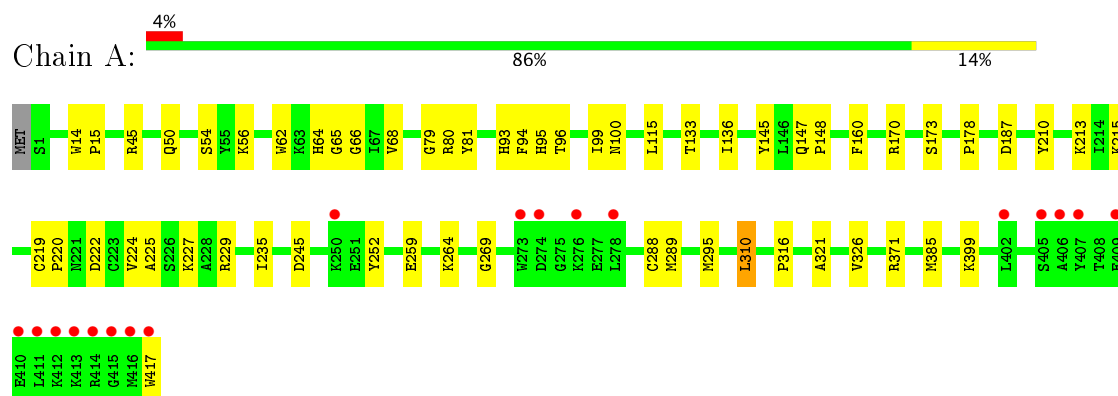 4%
Chain A:
86% 14%
MET S1 W14 P15 R45 Q50 S54 Y55 K56 W62 K63 H64 G65 G66 I67 V68 G79 R80 Y81 H93 F94 H95 T96 I99 N100 L115 T133 I136 Y145 L146 Q147 P148 F160 R170 S173 P178 D187 Y210 K213 I214 K215
C219 P220 N221 D222 C223 V224 A225 S226 K227 A228 R229 I235 D245 K250 E251 Y252 E259 K264 G269 W273 D274 G275 K276 E277 L278 C288 M289 M295 L310 P316 A321 V326 R371 M385 K399 L402 S405 A406 Y407 T408 E409
E410 L411 K412 K413 R414 G415 M416 W417